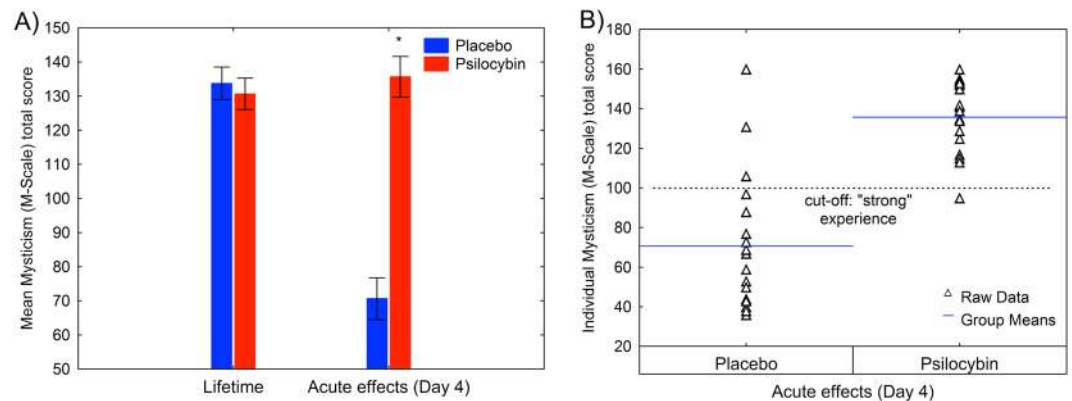 A)
Mean Mysticism (M-Scale) total score
150
140
130
120
110
100
90
80
70
60
50
*
Placebo
Psilocybin
Lifetime
Acute effects (Day 4)
B)
Individual Mysticism (M-Scale) total score
180
160
140
120
100
80
60
40
20
cut-off: "strong"
experience
Raw Data
Group Means
Placebo
Psilocybin
Acute effects (Day 4)